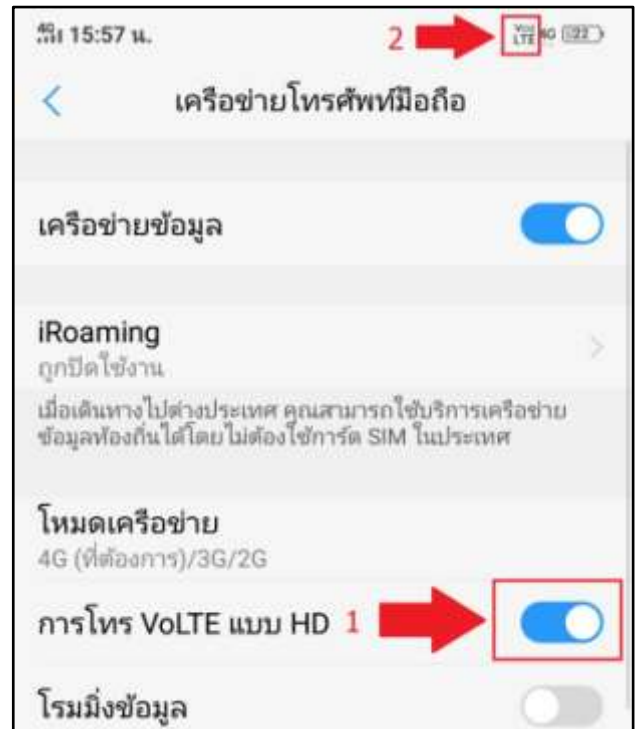 4G 15:57 น. 2 Voo LTE 4G 22
เครือข่ายโทรศัพท์มือถือ
เครือข่ายข้อมูล
iRoaming
ถูกปิดใช้งาน
เมื่อเดินทางไปต่างประเทศ คุณสามารถใช้บริการเครือข่าย
ข้อมูลท้องถิ่นได้โดยไม่ต้องใช้การ์ด SIM ในประเทศ
โหมดเครือข่าย
4G (ที่ต้องการ)/3G/2G
การโทร VoLTE แบบ HD 1
โรมมิ่งข้อมูล